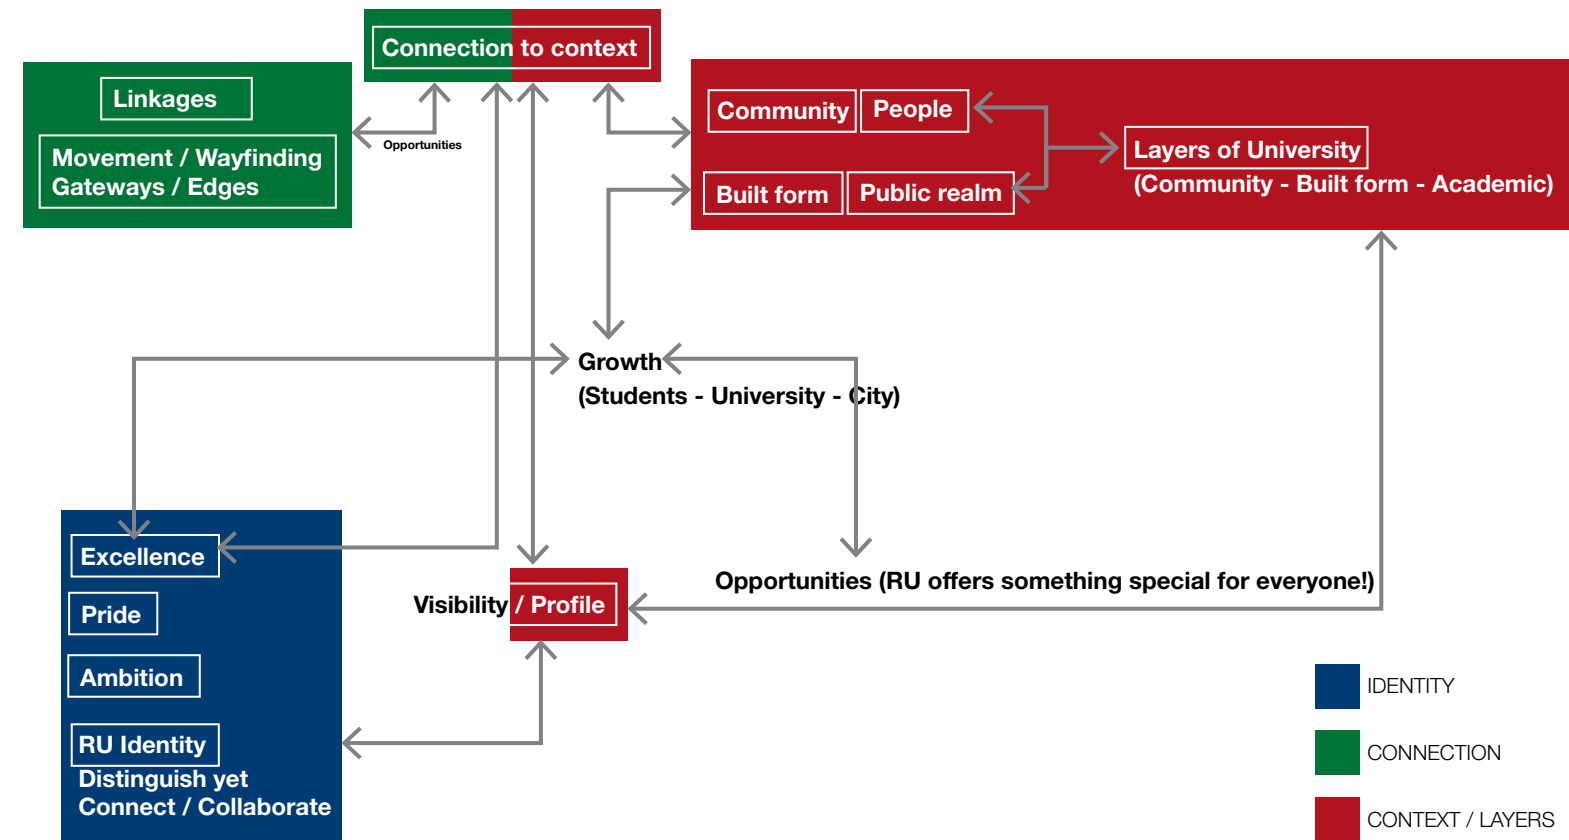 Connection to context
Linkages
Movement / Wayfinding
Gateways / Edges
Opportunities
Community
People
Layers of University
(Community - Built form - Academic)
Built form
Public realm
Growth
(Students - University - City)
Excellence
Pride
Ambition
RU Identity
Distinguish yet
Connect / Collaborate
Visibility / Profile
Opportunities (RU offers something special for everyone!)
IDENTITY
CONNECTION
CONTEXT / LAYERS